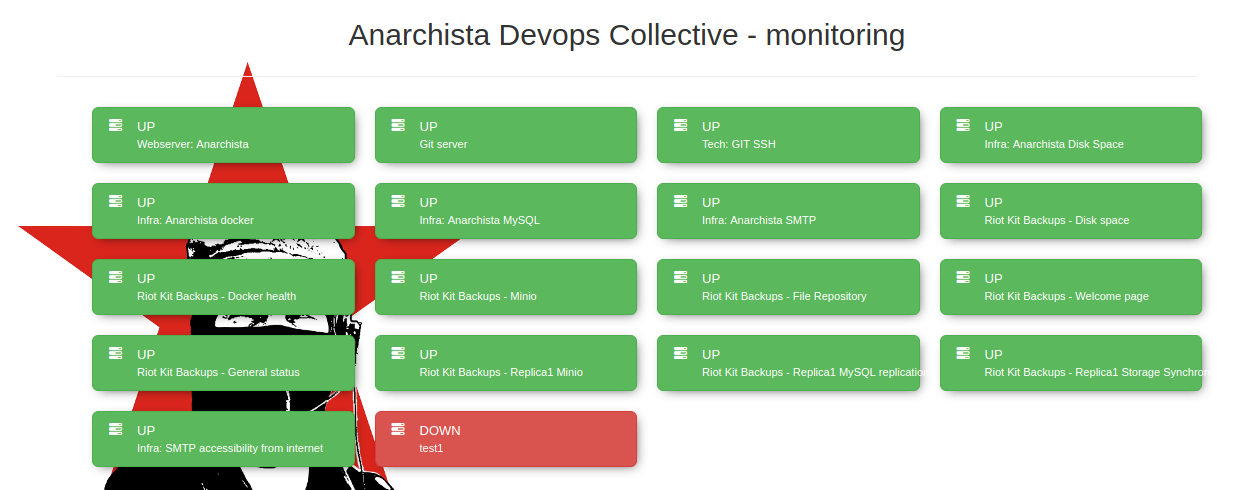 Anarchista Devops Collective - monitoring
UP
Webserver: Anarchista
UP
Git server
UP
Tech: GIT SSH
UP
Infra: Anarchista Disk Space
UP
Infra: Anarchista docker
UP
Infra: Anarchista MySQL
UP
Infra: Anarchista SMTP
UP
Riot Kit Backups - Disk space
UP
Riot Kit Backups - Docker health
UP
Riot Kit Backups - Minio
UP
Riot Kit Backups - File Repository
UP
Riot Kit Backups - Welcome page
UP
Riot Kit Backups - General status
UP
Riot Kit Backups - Replica1 Minio
UP
Riot Kit Backups - Replica1 MySQL replication
UP
Riot Kit Backups - Replica1 Storage
UP
Infra: SMTP accessibility from internet
DOWN
test1